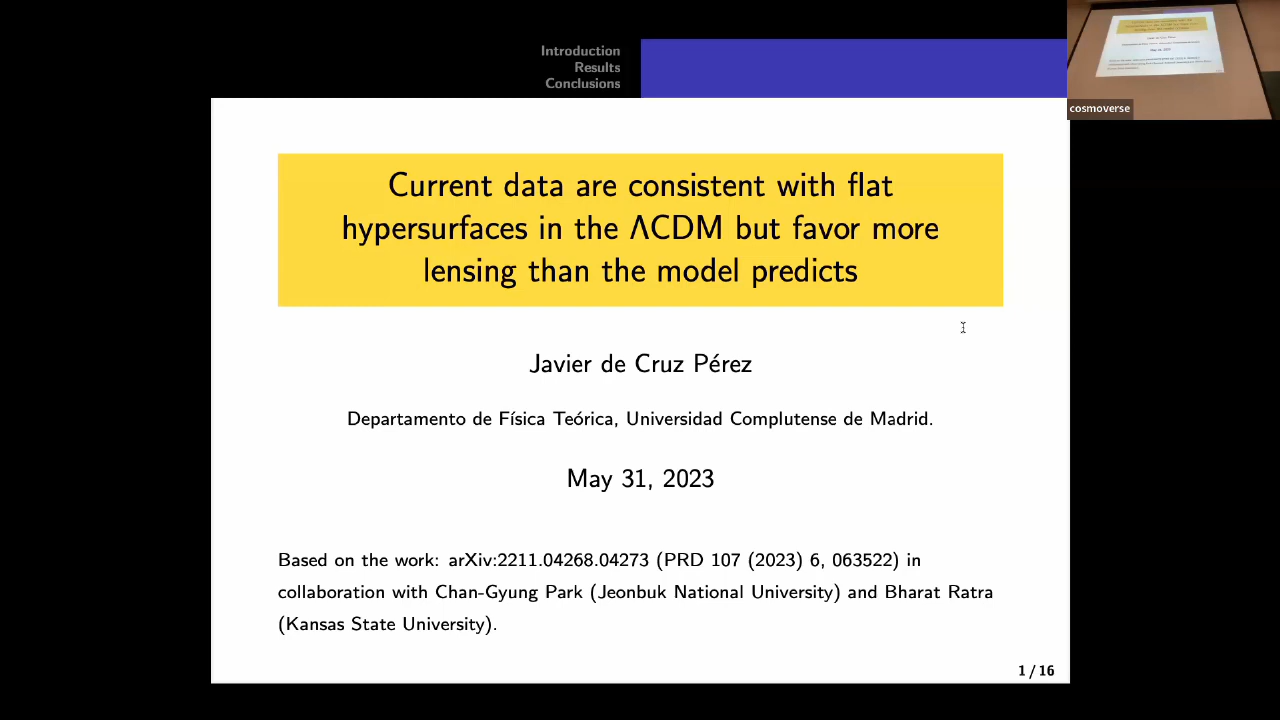 Introduction
Results
Conclusions
cosmoverse
Current data are consistent with flat
hypersurfaces in the ΛCDM but favor more
lensing than the model predicts
Javier de Cruz Pérez
Departamento de Física Teórica, Universidad Complutense de Madrid.
May 31, 2023
Based on the work: arXiv:2211.04268.04273 (PRD 107 (2023) 6, 063522) in
collaboration with Chan-Gyung Park (Jeonbuk National University) and Bharat Ratra
(Kansas State University).
1 / 16